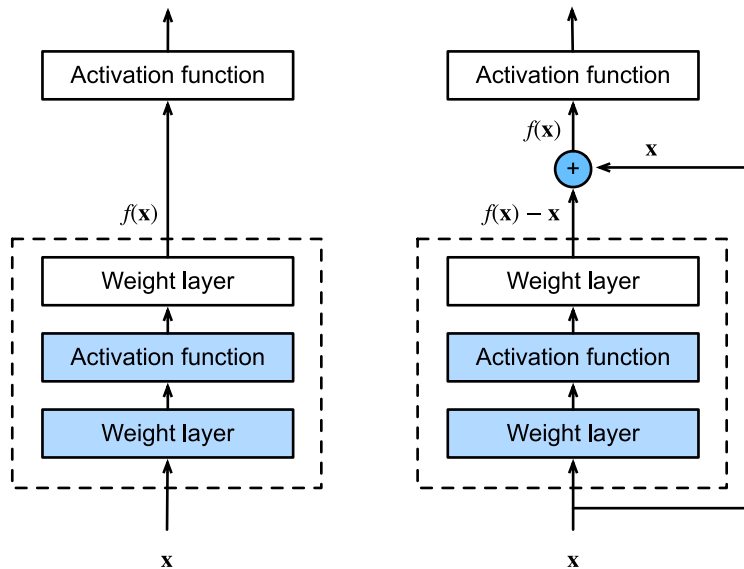 Activation function
f(x)
Weight layer
Activation function
Weight layer
x
Activation function
f(x)
x
+
f(x) − x
Weight layer
Activation function
Weight layer
x